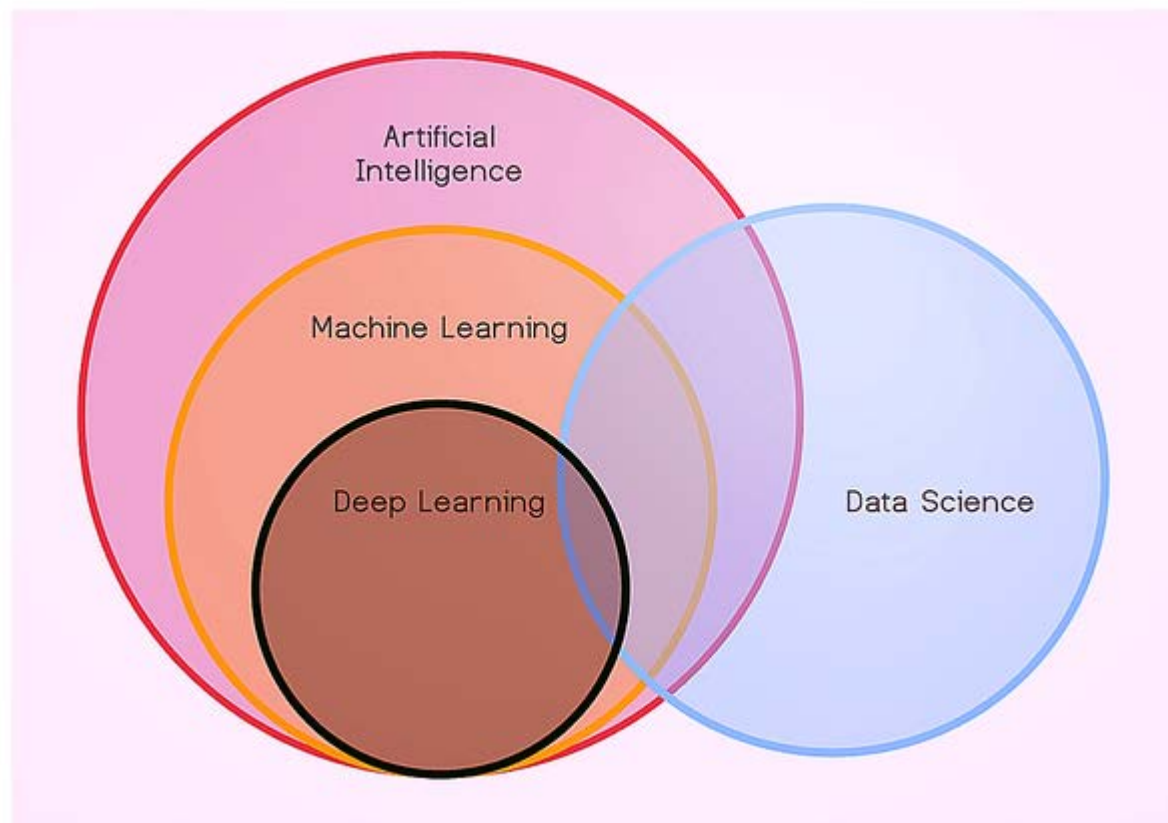 Artificial
Intelligence
Machine Learning
Deep Learning
Data Science